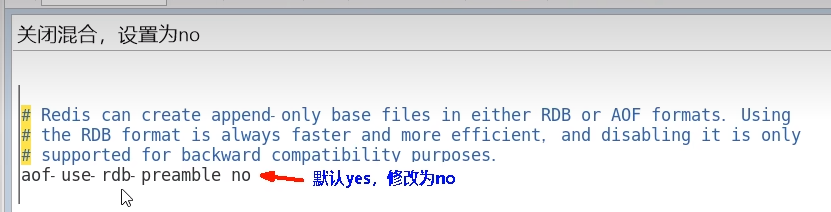 关闭混合，设置为no
# Redis can create append-only base files in either RDB or AOF formats. Using
# the RDB format is always faster and more efficient, and disabling it is only
# supported for backward compatibility purposes.
aof-use-rdb-preamble no 默认yes，修改为no